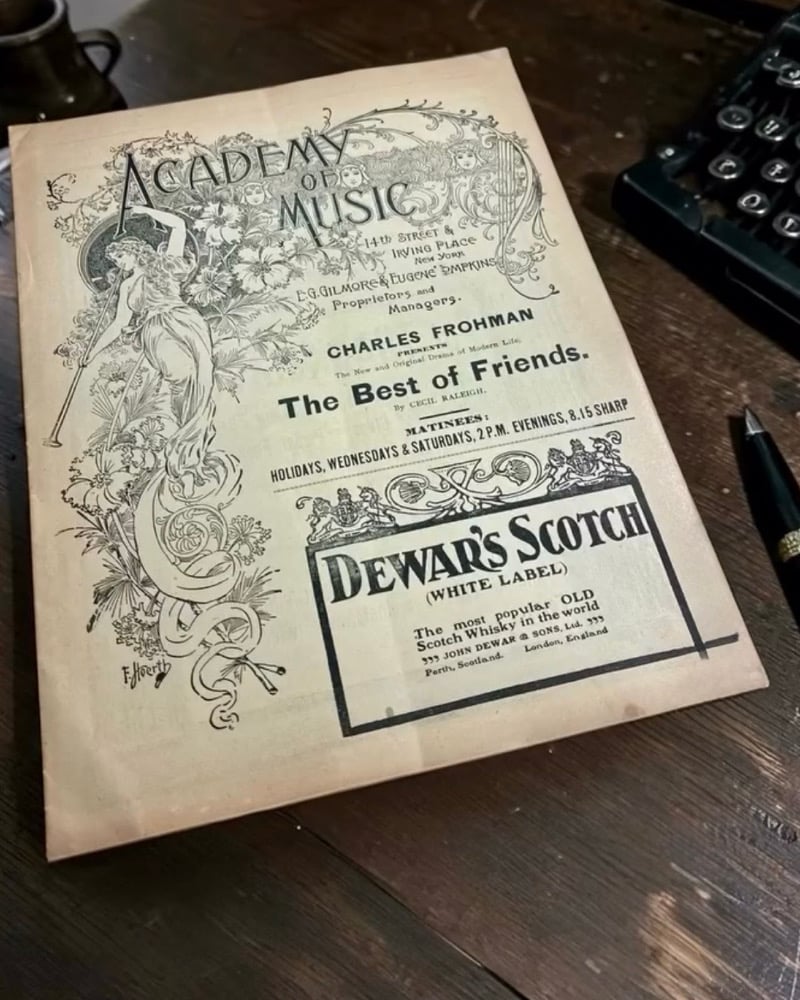 ACADEMY
OF
MUSIC
14th STREET &
IRVING PLACE
NEW YORK
E.G. GILMORE & EUGENE TOMPKINS
Proprietors and
Managers.
CHARLES FROHMAN
PRESENTS
The New and Original Drama of Modern Life,
The Best of Friends.
By CECIL RALEIGH.
MATINEES:
HOLIDAYS, WEDNESDAYS & SATURDAYS, 2 P.M. EVENINGS, 8.15 SHARP
DEWAR'S SCOTCH
(WHITE LABEL)
The most popular OLD
Scotch Whisky in the world
JOHN DEWAR & SONS, Ltd.
Perth, Scotland. London, England
F. Hoerth